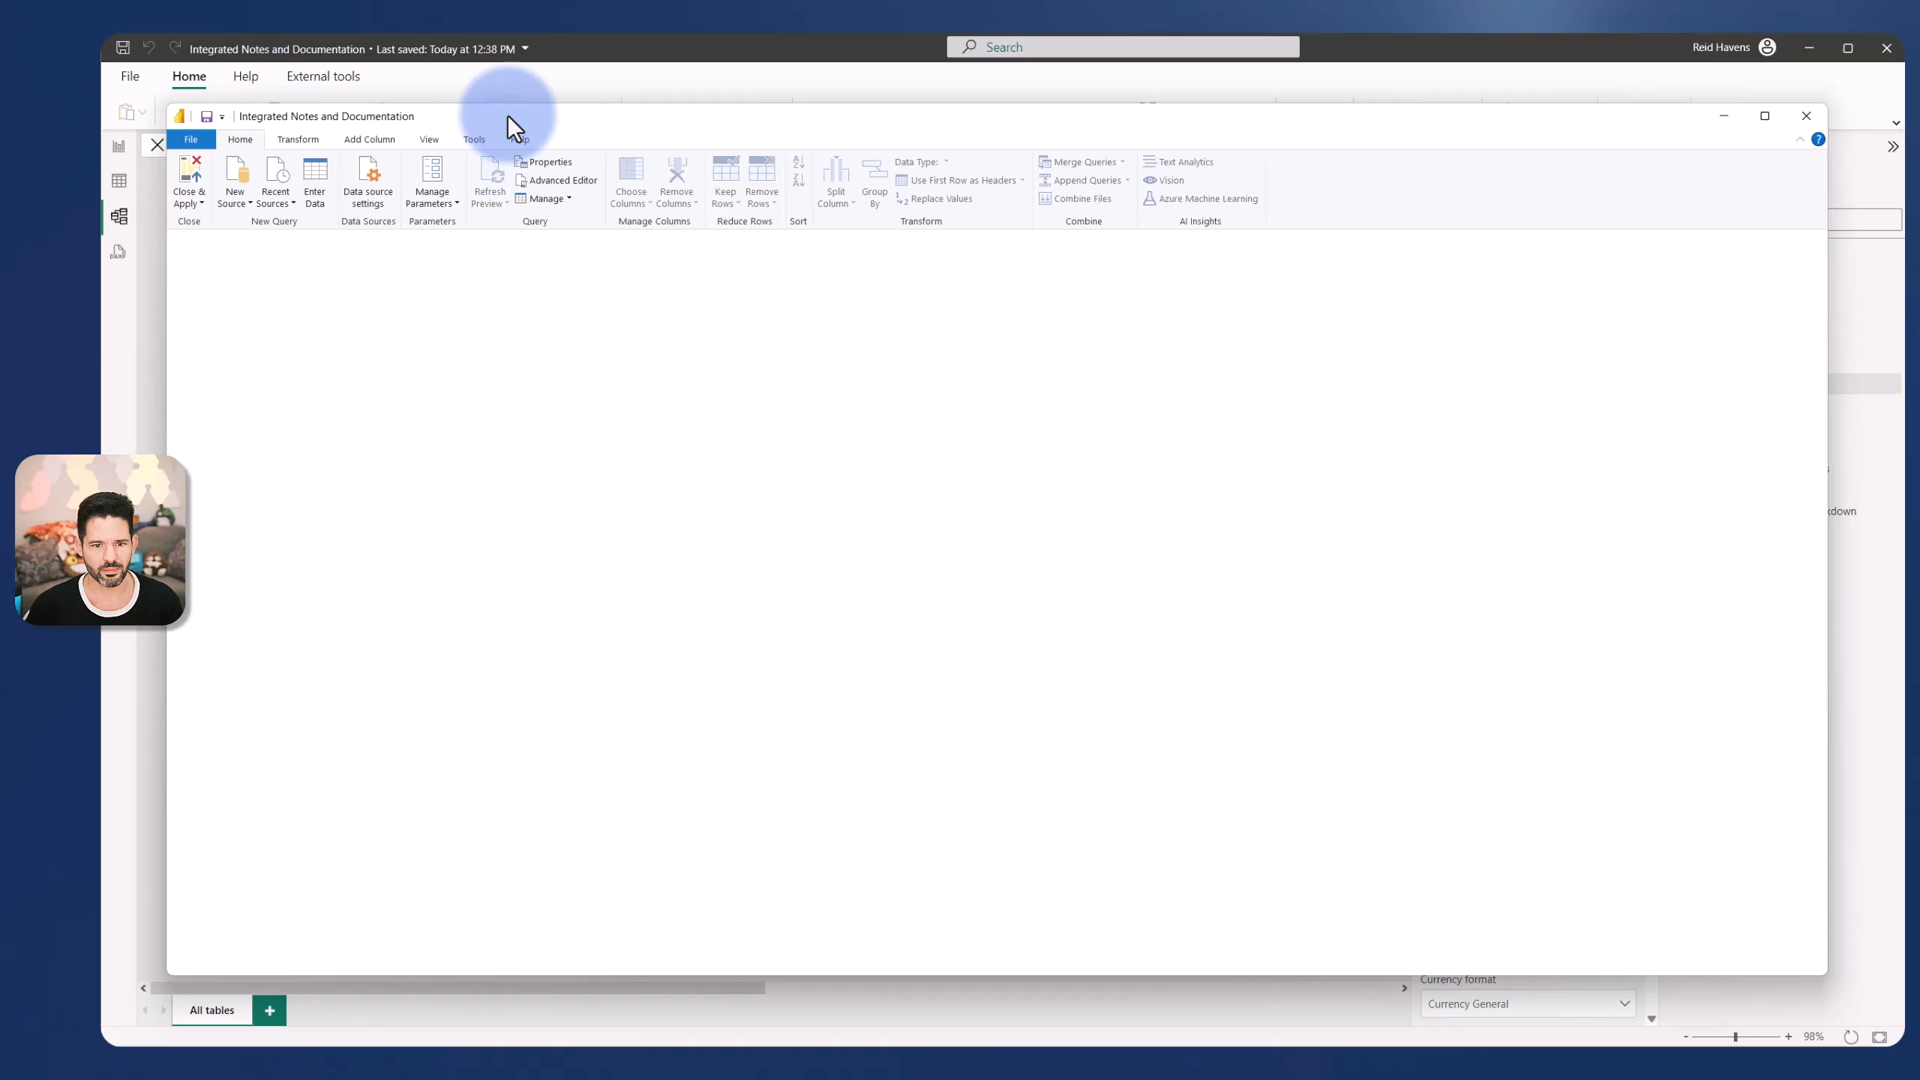 Integrated Notes and Documentation • Last saved: Today at 12:38 PM
Search
Reid Havens
File Home Help External tools
Integrated Notes and Documentation
File Home Transform Add Column View Tools
Close & Apply
New Source
Recent Sources
Enter Data
Data source settings
Manage Parameters
Refresh Preview
Properties
Advanced Editor
Manage
Choose Columns
Remove Columns
Keep Rows
Remove Rows
Split Column
Group By
Data Type:
Use First Row as Headers
Replace Values
Merge Queries
Append Queries
Combine Files
Text Analytics
Vision
Azure Machine Learning
Close New Query Data Sources Parameters Query Manage Columns Reduce Rows Sort Transform Combine AI Insights
kdown
Currency format
Currency General
All tables
98%